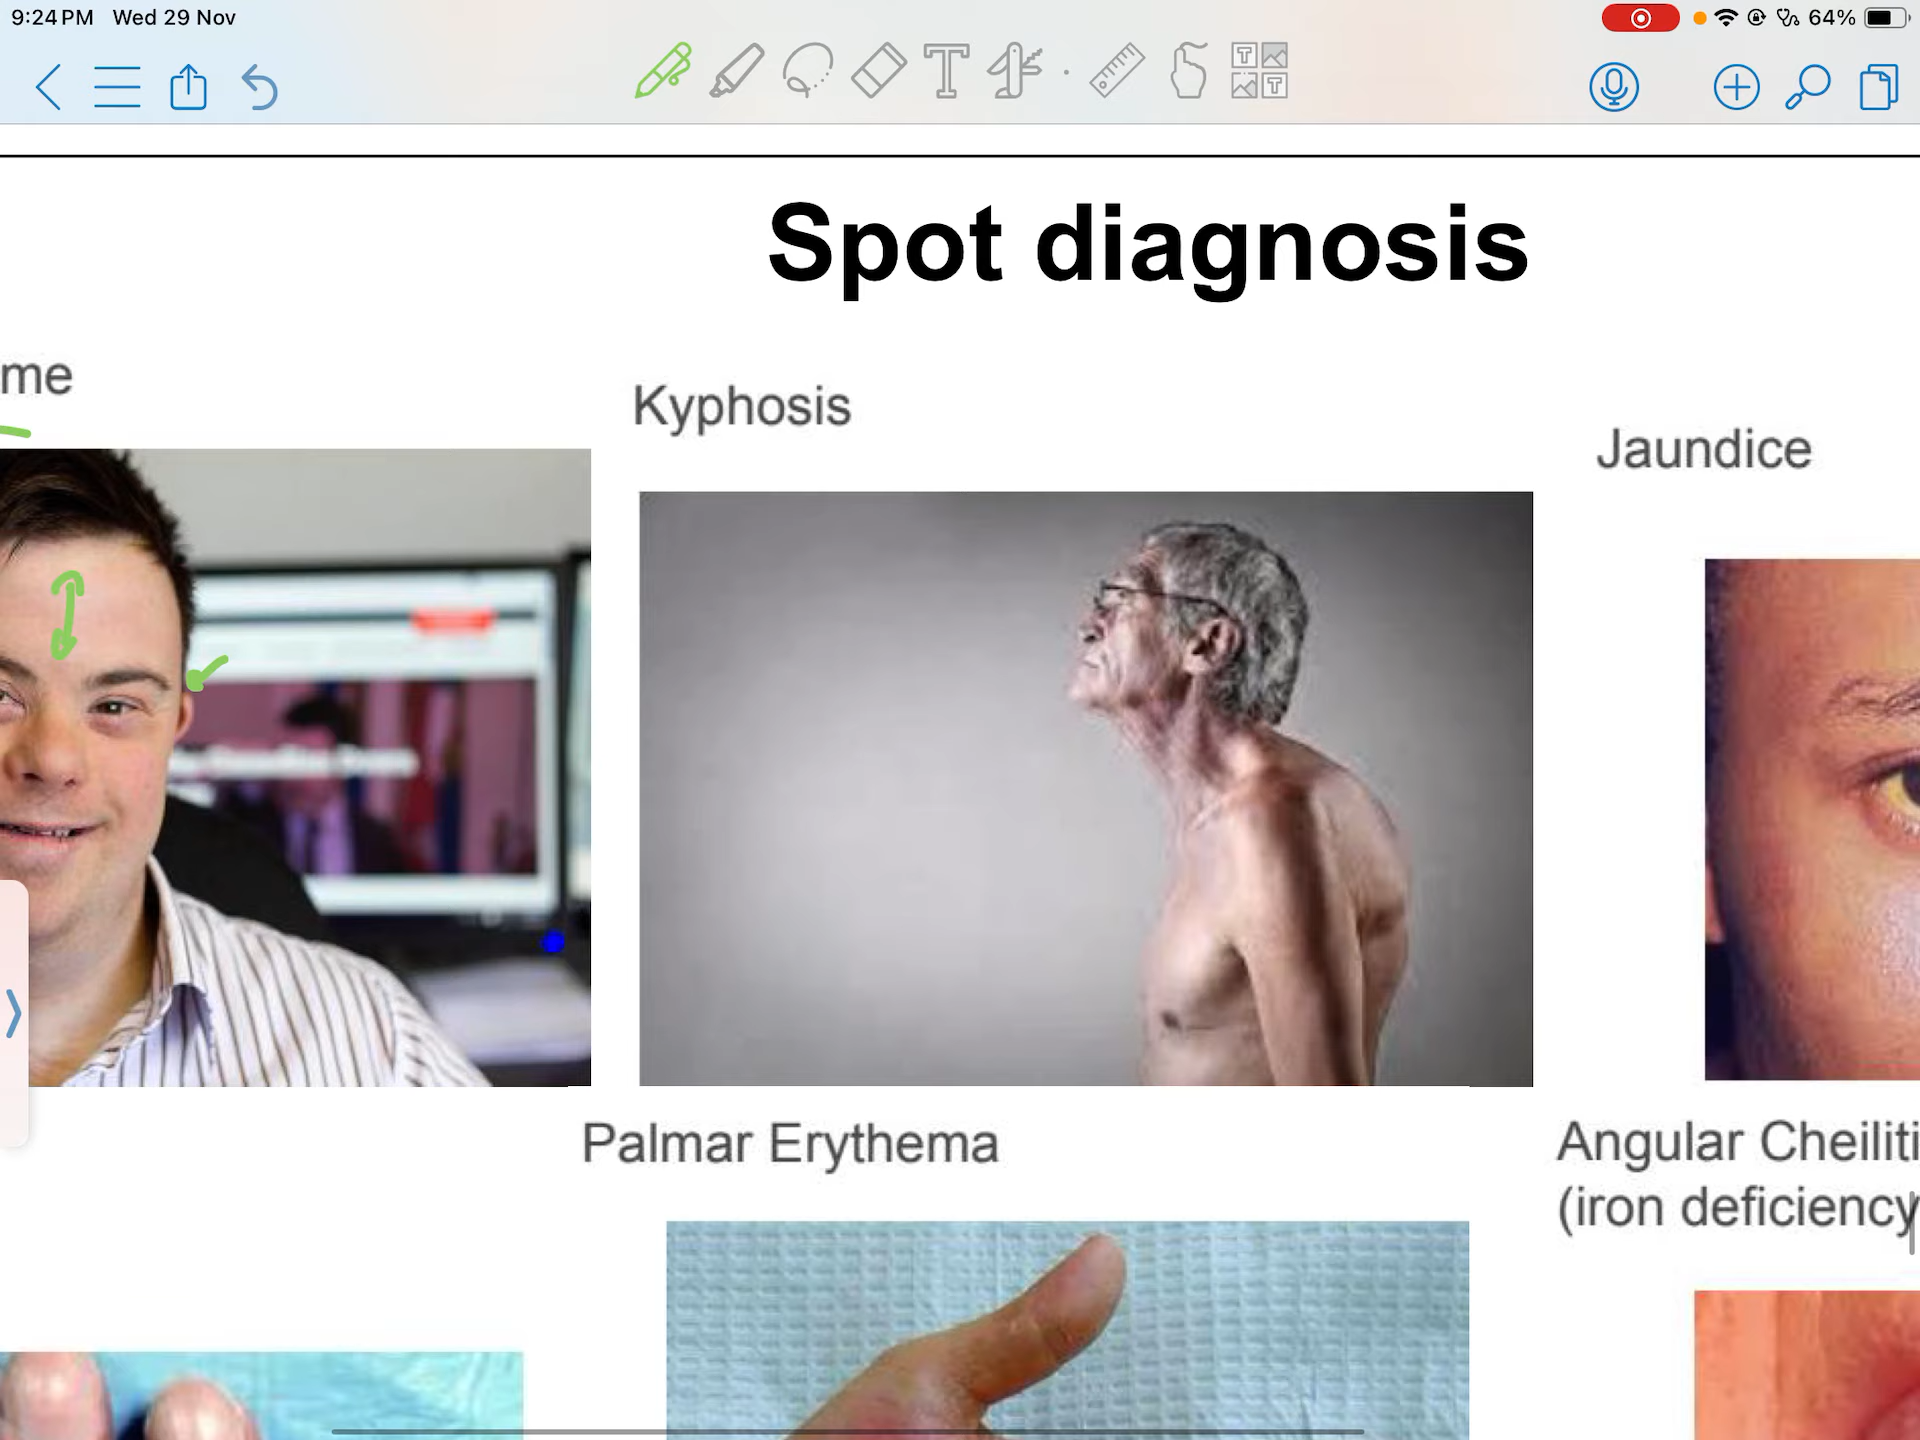 9:24 PM Wed 29 Nov
64%
Spot diagnosis
me
Kyphosis
Jaundice
Palmar Erythema
Angular Cheiliti
(iron deficiency